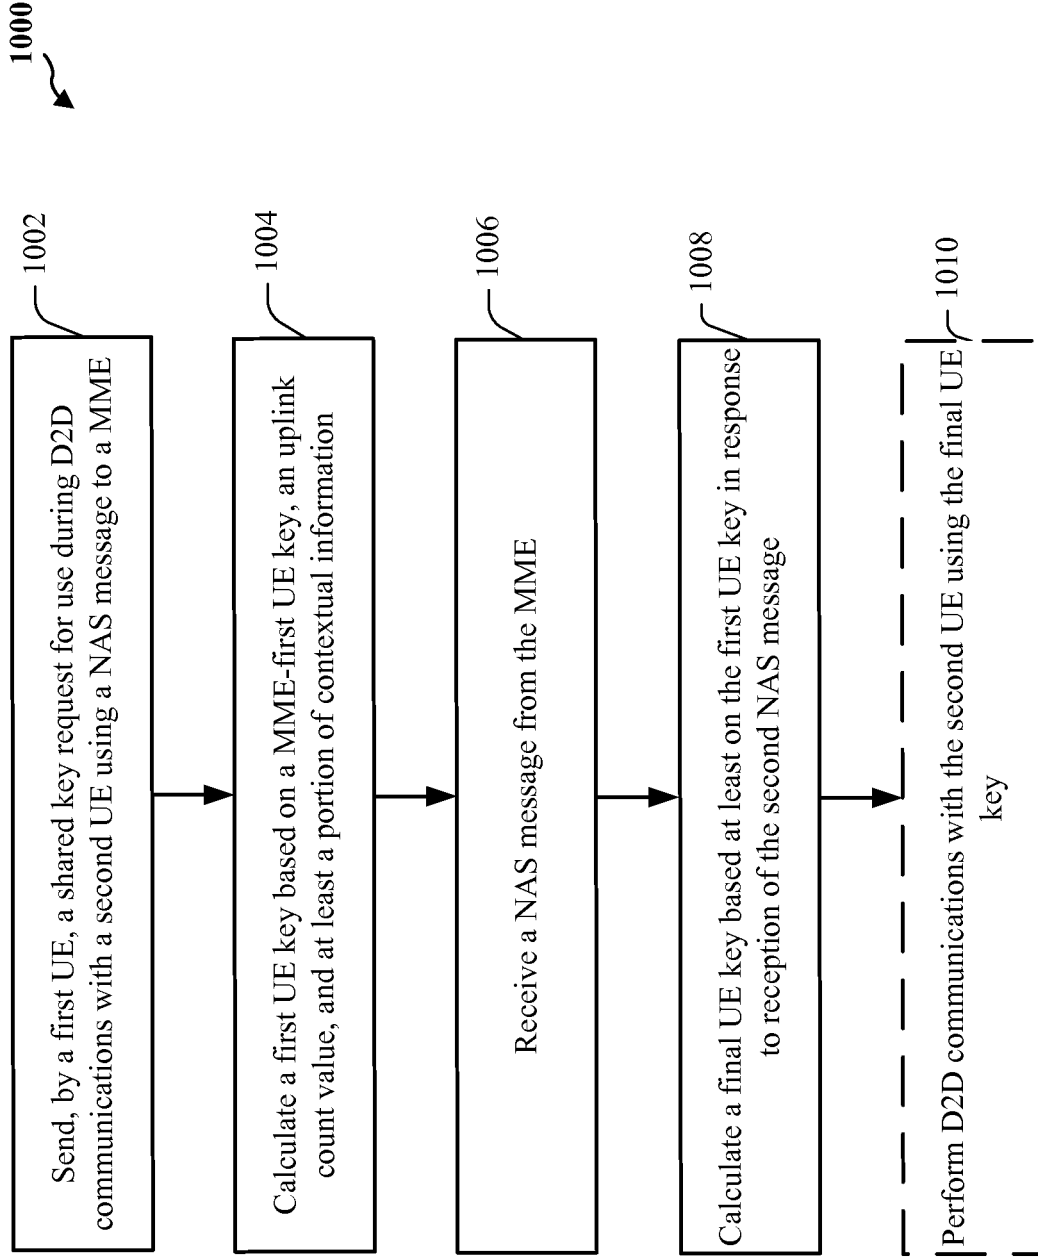 1000
1002
Send, by a first UE, a shared key request for use during D2D
communications with a second UE using a NAS message to a MME
1004
Calculate a first UE key based on a MME-first UE key, an uplink
count value, and at least a portion of contextual information
1006
Receive a NAS message from the MME
1008
Calculate a final UE key based at least on the first UE key in response
to reception of the second NAS message
1010
Perform D2D communications with the second UE using the final UE
key